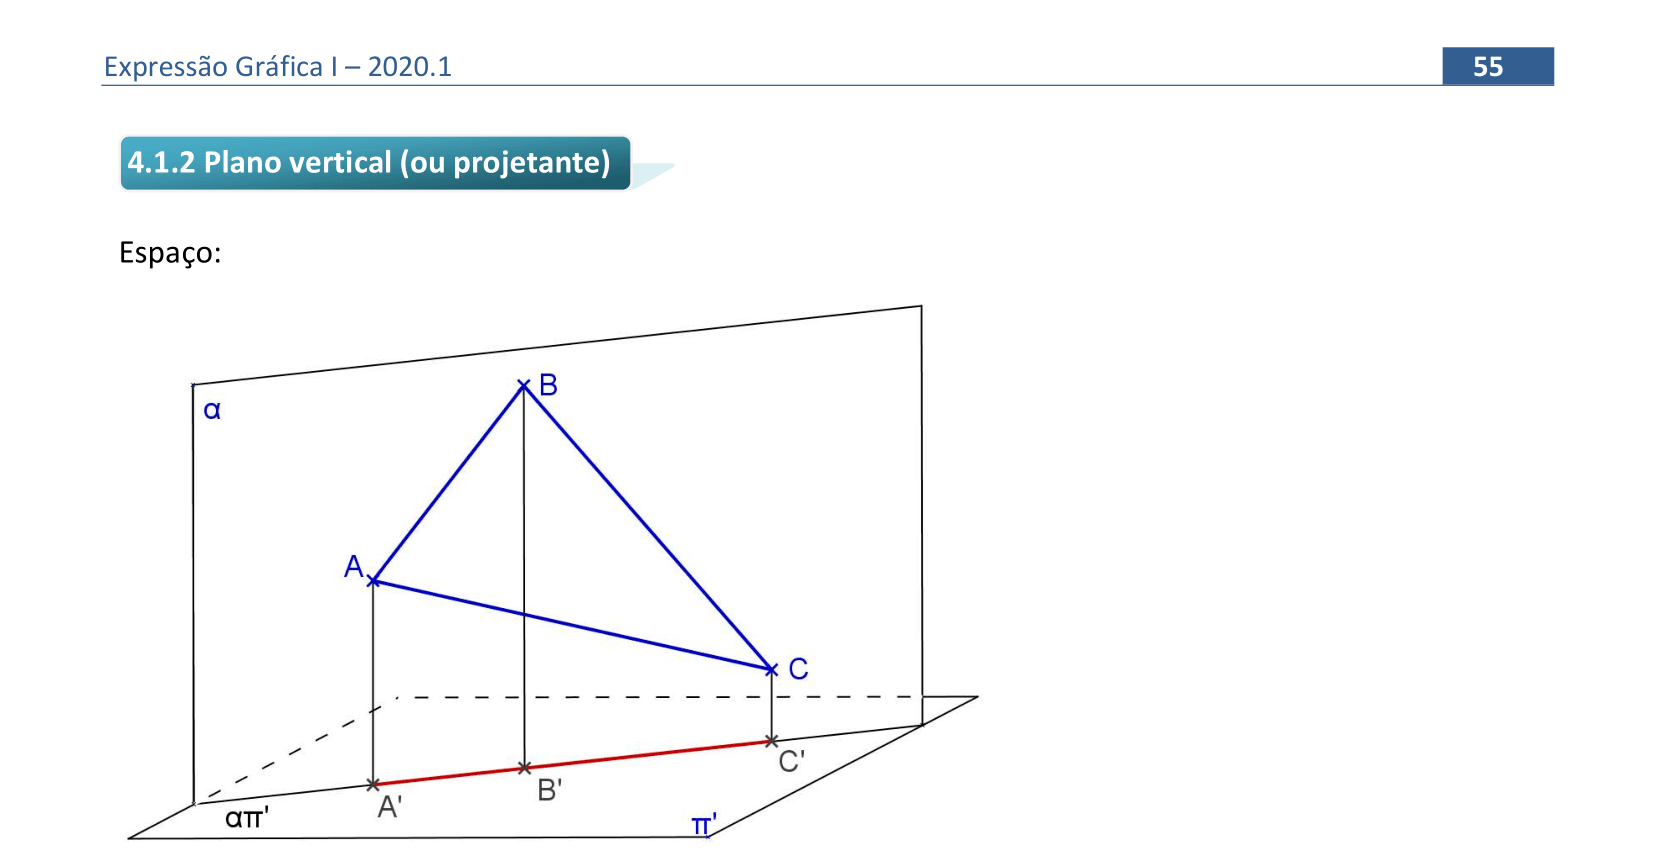 Expressão Gráfica I – 2020.1
55
4.1.2 Plano vertical (ou projetante)
Espaço:
α
B
A
C
C'
B'
A'
απ'
π'